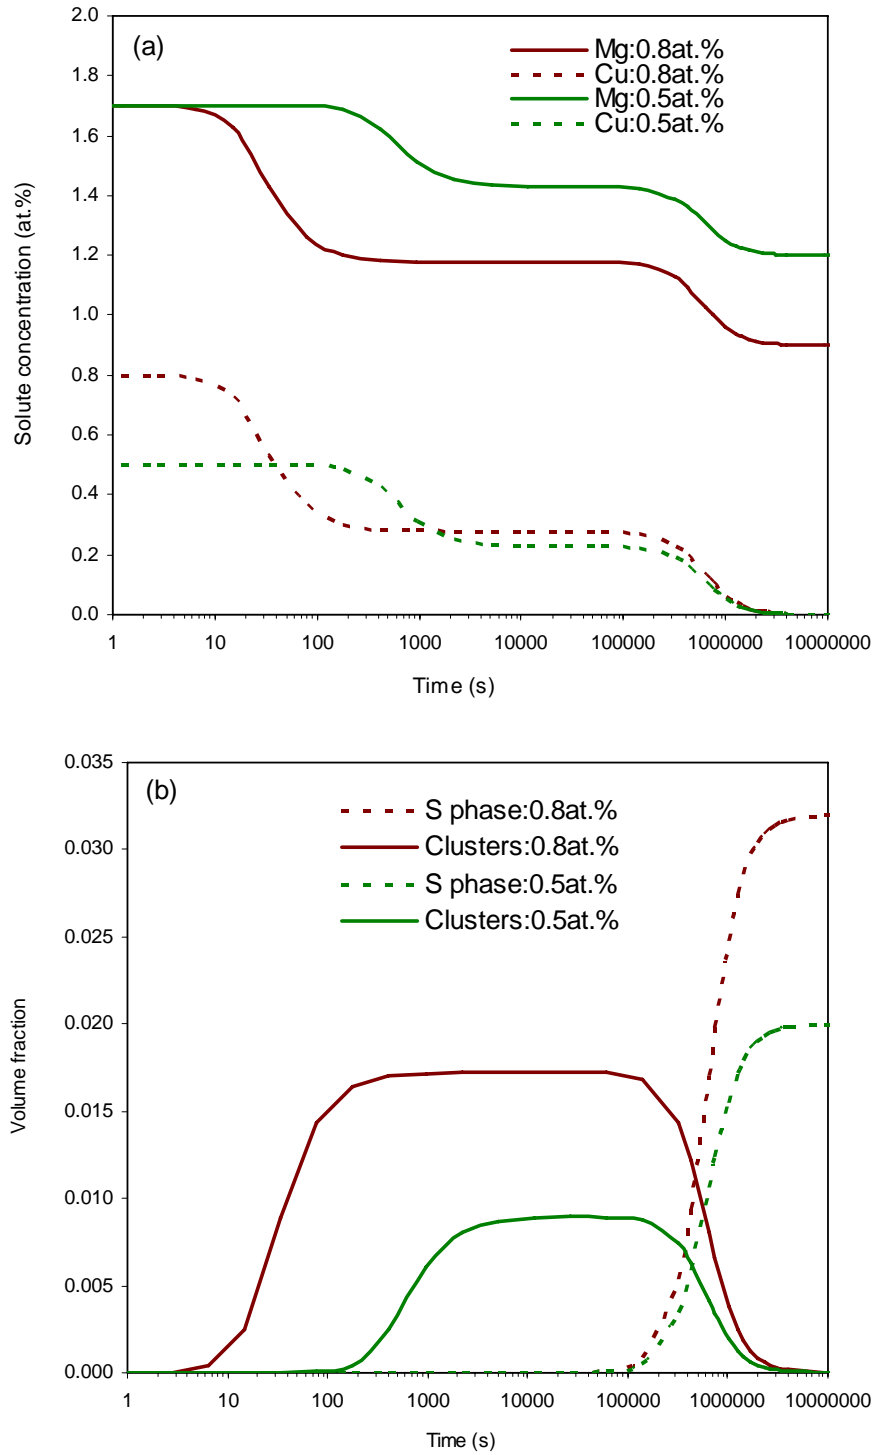 (a)
Mg:0.8at.%
Cu:0.8at.%
Mg:0.5at.%
Cu:0.5at.%
2.0
1.8
1.6
1.4
1.2
1.0
0.8
0.6
0.4
0.2
0.0
Solute concentration (at.%)
1 10 100 1000 10000 100000 1000000 10000000
Time (s)
(b)
S phase:0.8at.%
Clusters:0.8at.%
S phase:0.5at.%
Clusters:0.5at.%
0.035
0.030
0.025
0.020
0.015
0.010
0.005
0.000
Volume fraction
1 10 100 1000 10000 100000 1000000 10000000
Time (s)